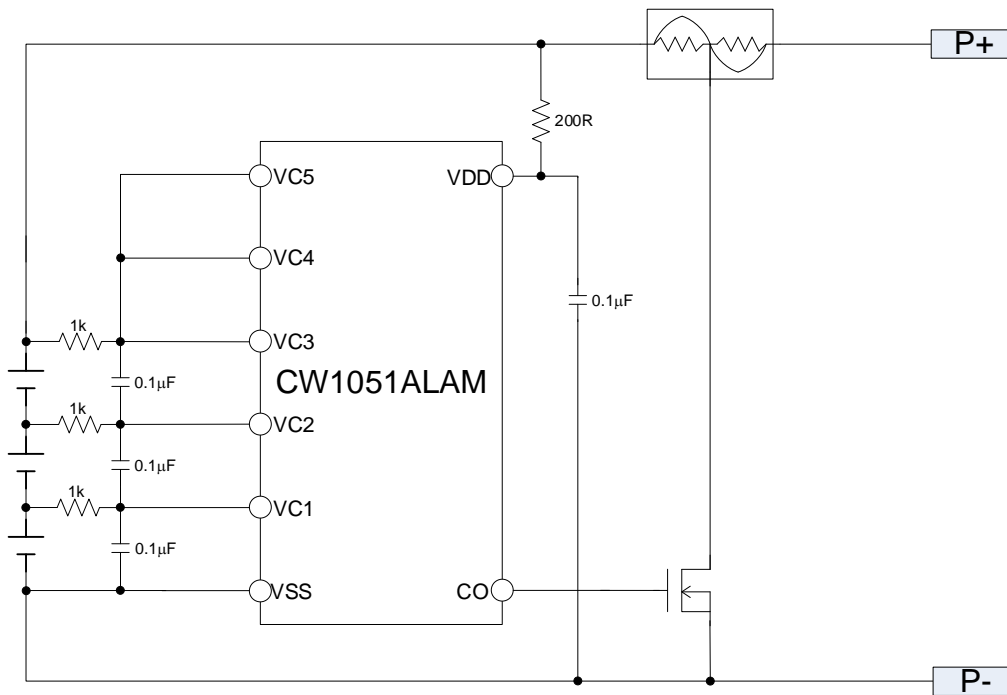 P+
200R
VC5
VDD
VC4
0.1μF
1k
VC3
0.1μF
CW1051ALAM
1k
VC2
0.1μF
1k
VC1
0.1μF
VSS
CO
P-